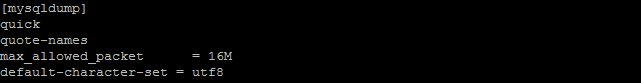 [mysqldump]
quick
quote-names
max_allowed_packet      = 16M
default-character-set = utf8